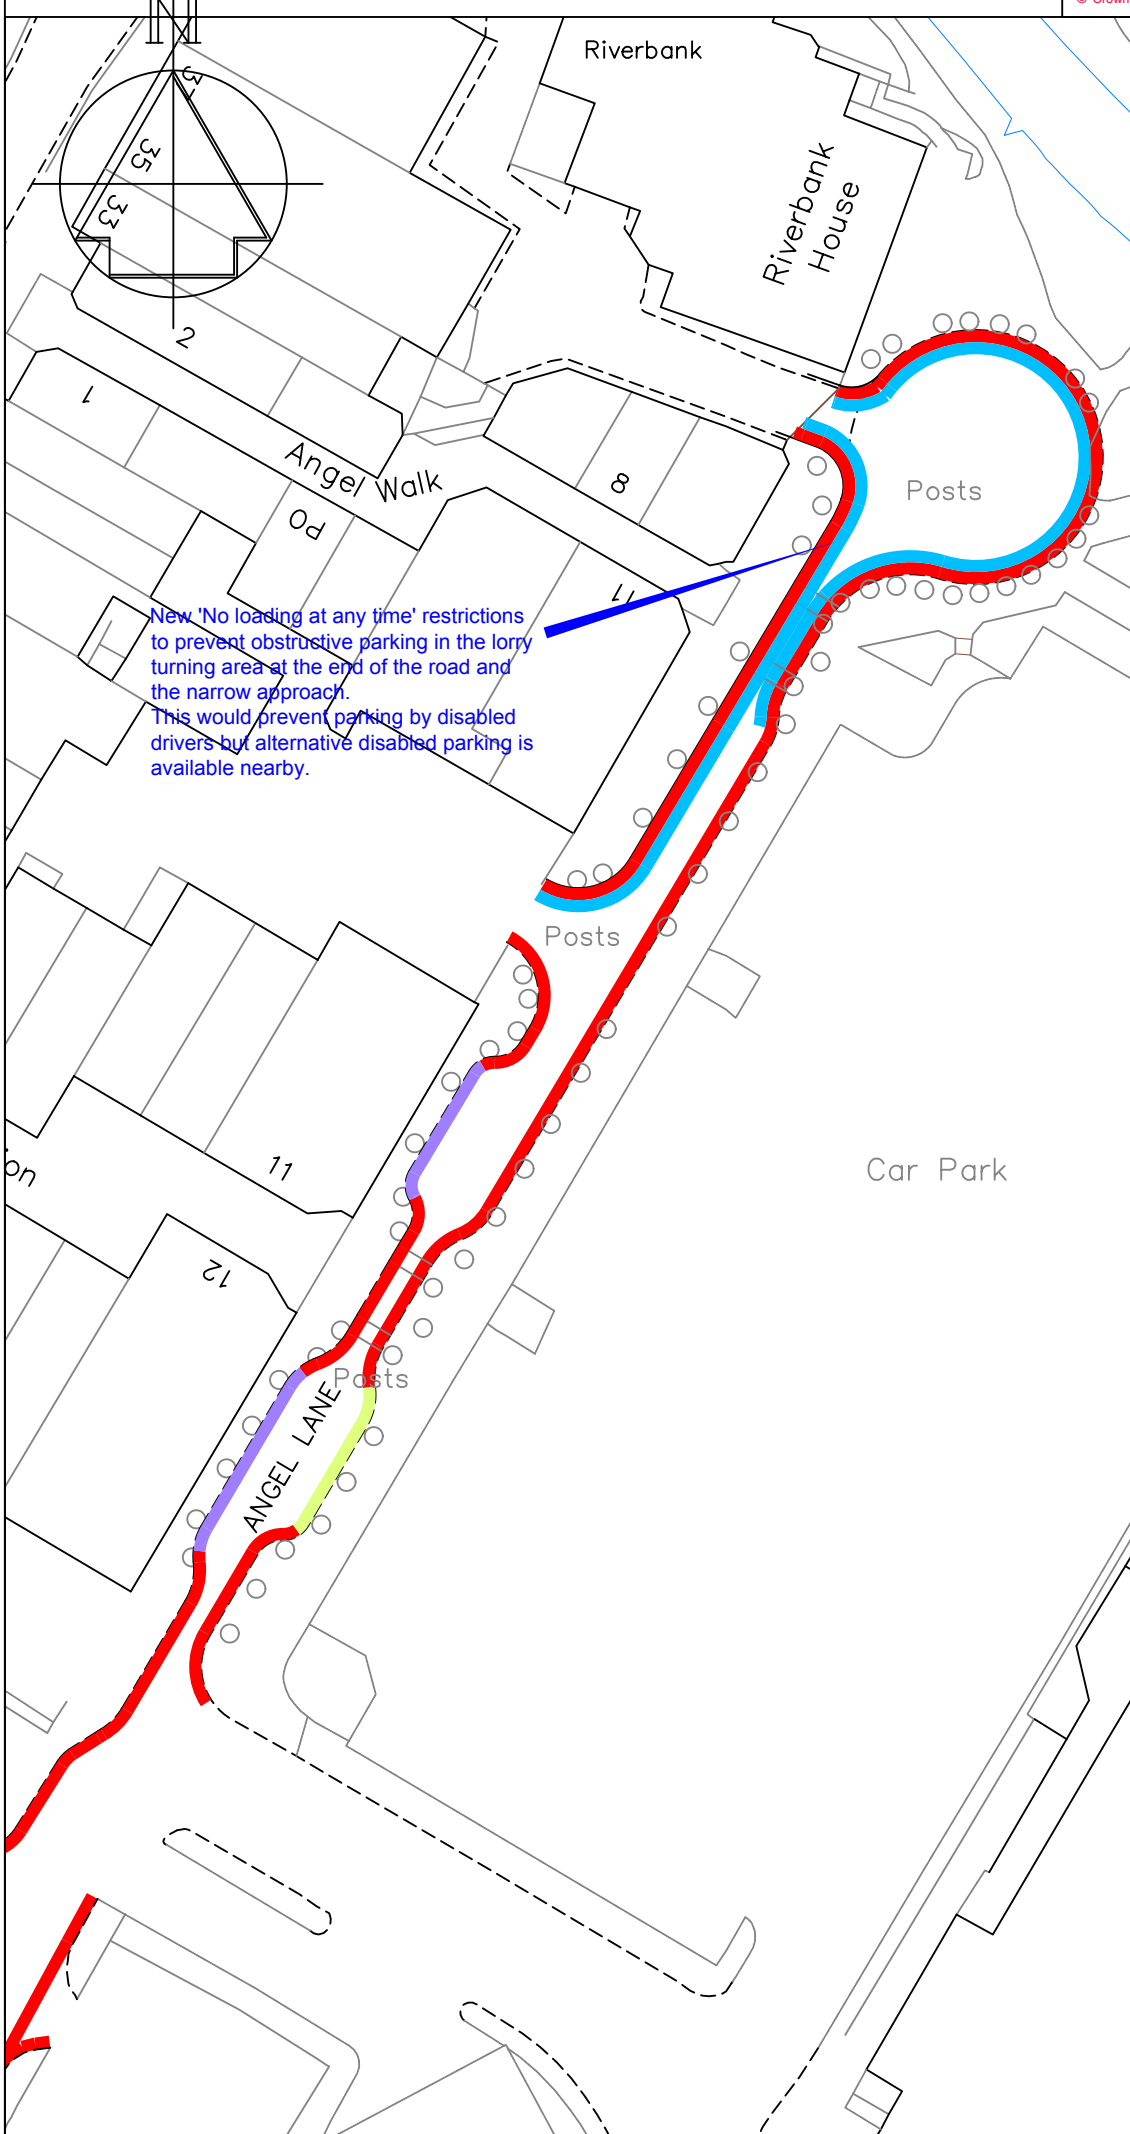 © Crown
N
Riverbank
Riverbank
House
35
33
2
1
Angel Walk
8
PO
11
Posts
New 'No loading at any time' restrictions
to prevent obstructive parking in the lorry
turning area at the end of the road and
the narrow approach.
This would prevent parking by disabled
drivers but alternative disabled parking is
available nearby.
Posts
Car Park
ion
11
12
Posts
ANGEL LANE